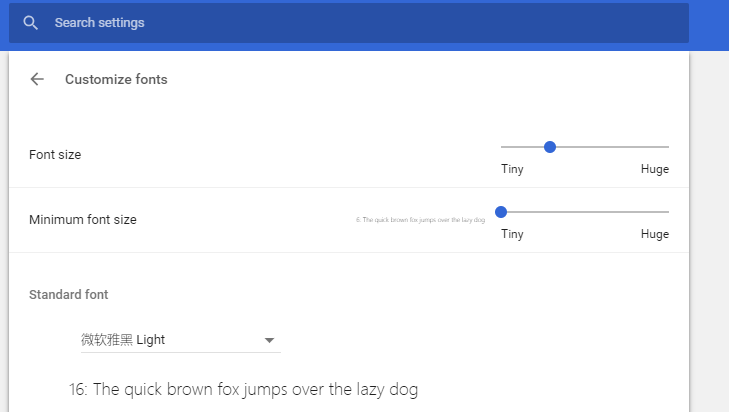 Search settings
Customize fonts
Font size
Tiny Huge
Minimum font size
6: The quick brown fox jumps over the lazy dog
Tiny Huge
Standard font
微软雅黑 Light
16: The quick brown fox jumps over the lazy dog